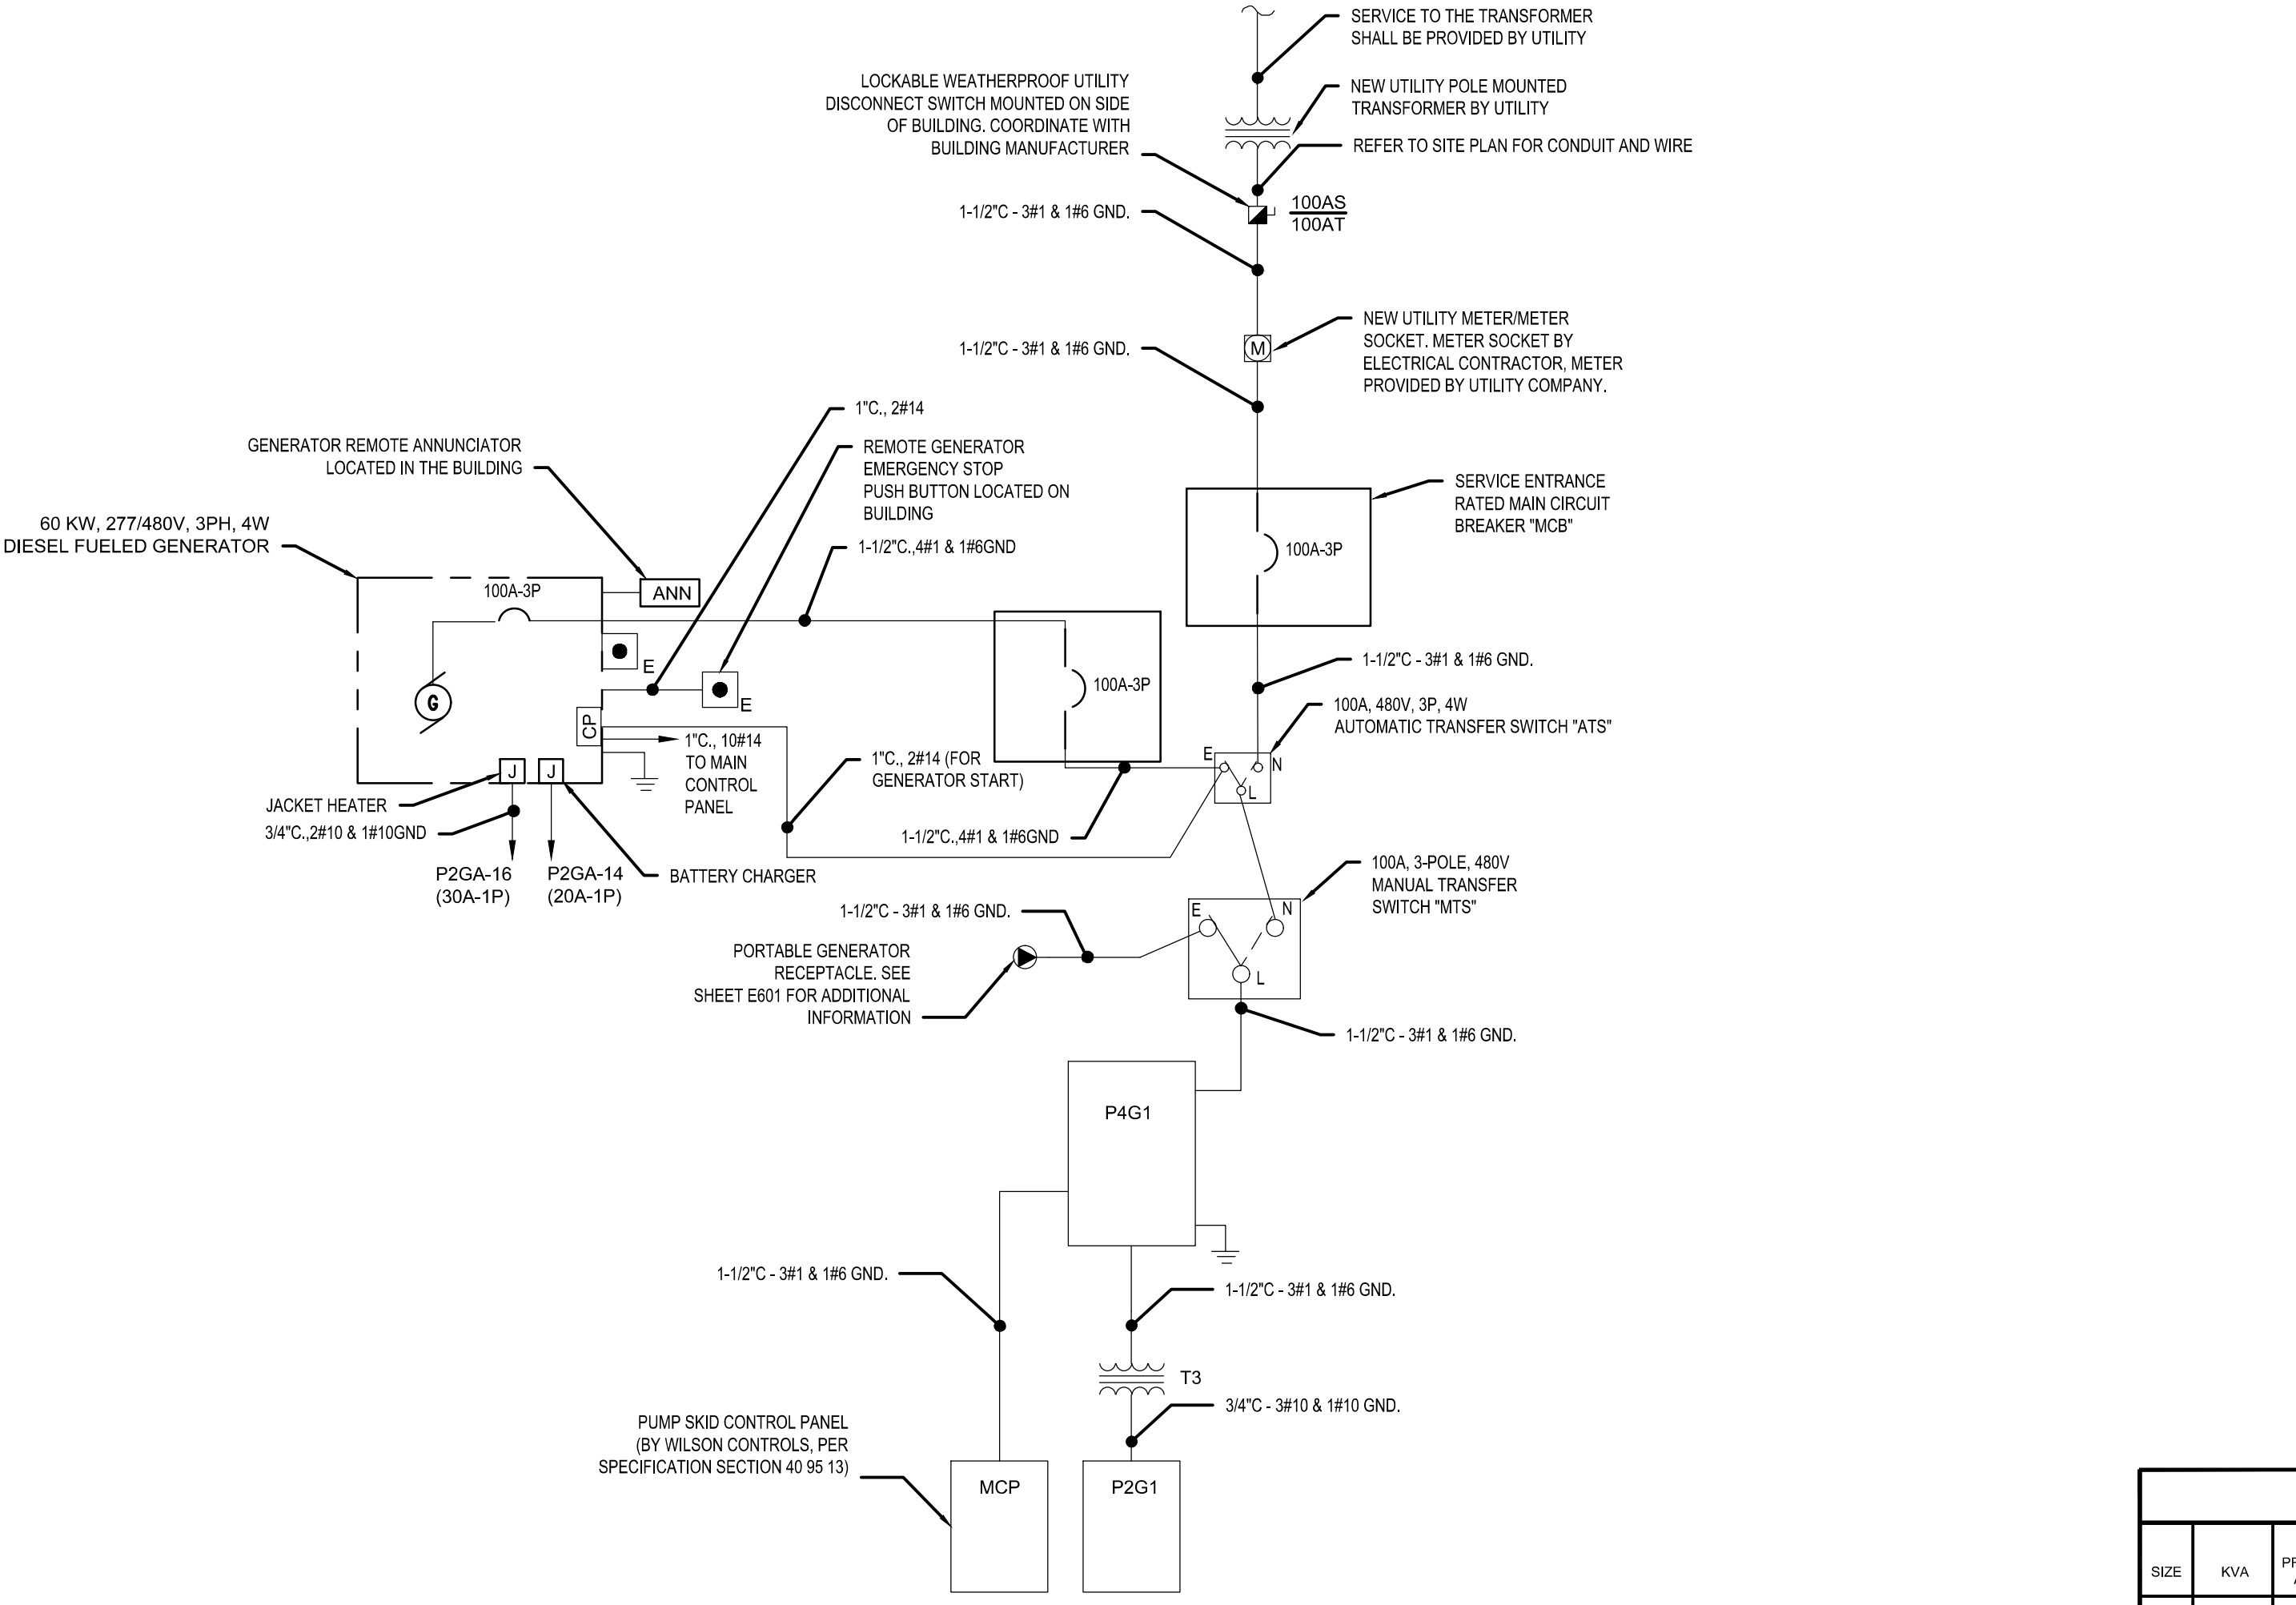 SERVICE TO THE TRANSFORMER
SHALL BE PROVIDED BY UTILITY
LOCKABLE WEATHERPROOF UTILITY
DISCONNECT SWITCH MOUNTED ON SIDE
OF BUILDING. COORDINATE WITH
BUILDING MANUFACTURER
NEW UTILITY POLE MOUNTED
TRANSFORMER BY UTILITY
REFER TO SITE PLAN FOR CONDUIT AND WIRE
100AS
100AT
1-1/2"C - 3#1 & 1#6 GND.
NEW UTILITY METER/METER
SOCKET. METER SOCKET BY
ELECTRICAL CONTRACTOR, METER
PROVIDED BY UTILITY COMPANY.
M
1-1/2"C - 3#1 & 1#6 GND.
1"C., 2#14
GENERATOR REMOTE ANNUNCIATOR
LOCATED IN THE BUILDING
REMOTE GENERATOR
EMERGENCY STOP
PUSH BUTTON LOCATED ON
BUILDING
SERVICE ENTRANCE
RATED MAIN CIRCUIT
BREAKER "MCB"
60 KW, 277/480V, 3PH, 4W
DIESEL FUELED GENERATOR
1-1/2"C.,4#1 & 1#6GND
100A-3P
100A-3P
ANN
E
E
G
CP
100A-3P
1-1/2"C - 3#1 & 1#6 GND.
100A, 480V, 3P, 4W
AUTOMATIC TRANSFER SWITCH "ATS"
E
N
L
1"C., 10#14
TO MAIN
CONTROL
PANEL
1"C., 2#14 (FOR
GENERATOR START)
J
J
JACKET HEATER
3/4"C.,2#10 & 1#10GND
1-1/2"C.,4#1 & 1#6GND
P2GA-16
(30A-1P)
P2GA-14
(20A-1P)
BATTERY CHARGER
100A, 3-POLE, 480V
MANUAL TRANSFER
SWITCH "MTS"
1-1/2"C - 3#1 & 1#6 GND.
E
N
L
PORTABLE GENERATOR
RECEPTACLE. SEE
SHEET E601 FOR ADDITIONAL
INFORMATION
1-1/2"C - 3#1 & 1#6 GND.
P4G1
1-1/2"C - 3#1 & 1#6 GND.
1-1/2"C - 3#1 & 1#6 GND.
T3
3/4"C - 3#10 & 1#10 GND.
PUMP SKID CONTROL PANEL
(BY WILSON CONTROLS, PER
SPECIFICATION SECTION 40 95 13)
MCP
P2G1
SIZE
KVA